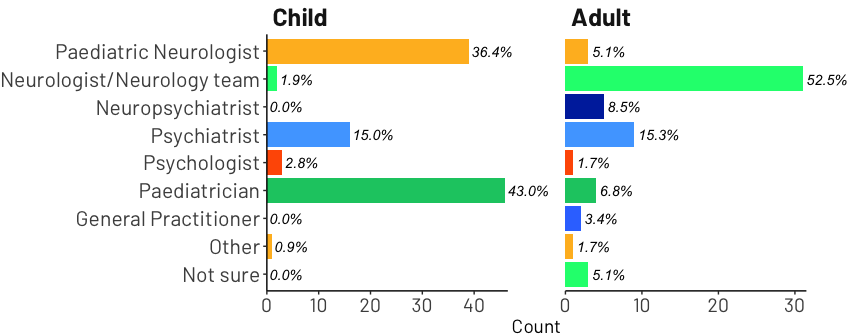 Child Adult
Paediatric Neurologist 36.4% 5.1%
Neurologist/Neurology team 1.9% 52.5%
Neuropsychiatrist 0.0% 8.5%
Psychiatrist 15.0% 15.3%
Psychologist 2.8% 1.7%
Paediatrician 43.0% 6.8%
General Practitioner 0.0% 3.4%
Other 0.9% 1.7%
Not sure 0.0% 5.1%
0 10 20 30 40 0 10 20 30
Count